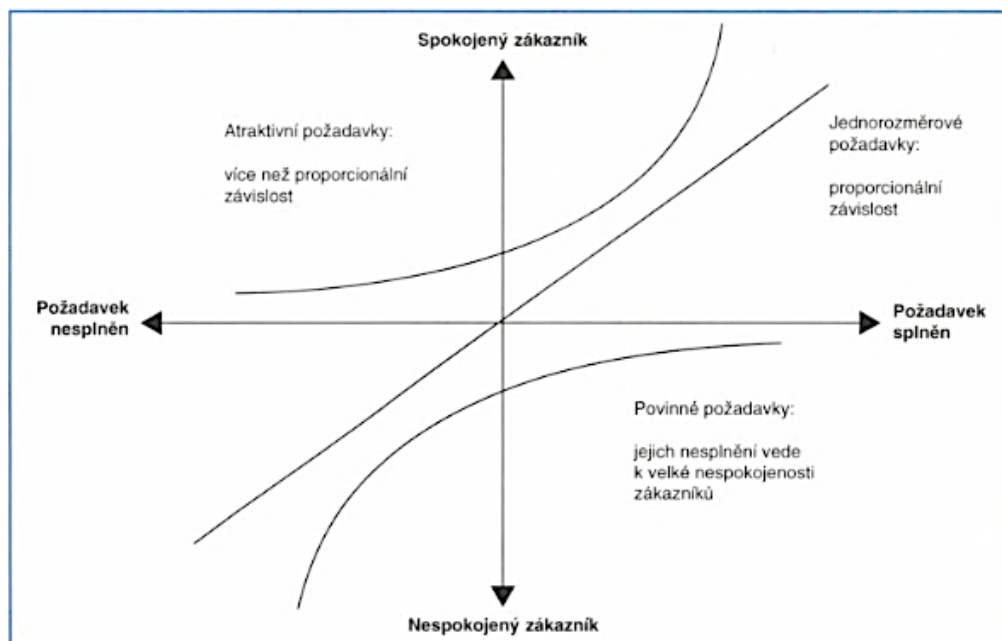 Spokojený zákazník
Atraktivní požadavky:
více než proporcionální
závislost
Jednorozměrové
požadavky:
proporcionální
závislost
Požadavek
nesplněn
Požadavek
splněn
Povinné požadavky:
jejich nesplnění vede
k velké nespokojenosti
zákazníků
Nespokojený zákazník